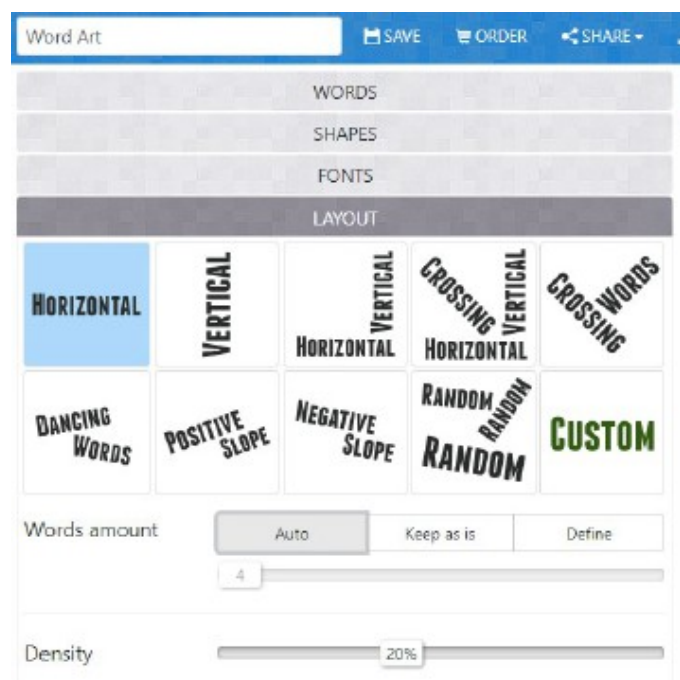 Word Art SAVE ORDER SHARE
WORDS
SHAPES
FONTS
LAYOUT
HORIZONTAL
VERTICAL
HORIZONTAL VERTICAL
CROSSING HORIZONTAL VERTICAL
CROSSING WORDS
DANCING WORDS
POSITIVE SLOPE
NEGATIVE SLOPE
RANDOM RANDOM RANDOM
CUSTOM
Words amount Auto Keep as is Define
4
Density 20%